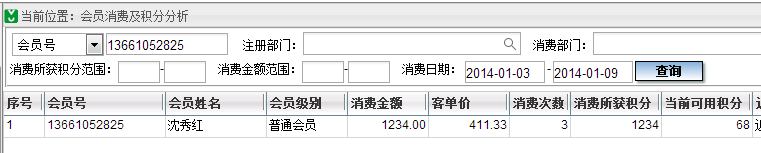 当前位置：会员消费及积分分析
会员号 13661052825 注册部门： 消费部门：
消费所获积分范围： - 消费金额范围： - 消费日期： 2014-01-03 - 2014-01-09 查询
序号 会员号 会员姓名 会员级别 消费金额 客单价 消费次数 消费所获积分 当前可用积分
1 13661052825 沈秀红 普通会员 1234.00 411.33 3 1234 68